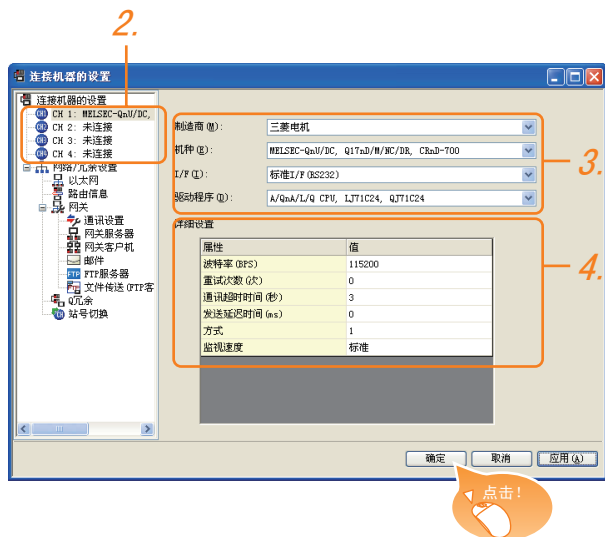 2.
连接机器的设置
连接机器的设置
CH 1: MELSEC-QnU/DC,
CH 2: 未连接
CH 3: 未连接
CH 4: 未连接
网络/冗余设置
以太网
路由信息
网关
通讯设置
网关服务器
网关客户机
邮件
FTP服务器
文件传送(FTP客
Q冗余
站号切换
制造商(M):
三菱电机
机种(E):
MELSEC-QnU/DC, Q17nD/M/NC/DR, CRnD-700
I/F(I):
标准I/F(RS232)
驱动程序(D):
A/QnA/L/Q CPU, LJ71C24, QJ71C24
3.
详细设置
属性 值
波特率(BPS) 115200
重试次数(次) 0
通讯超时时间(秒) 3
发送延迟时间(ms) 0
方式 1
监视速度 标准
4.
确定 取消 应用(A)
点击!